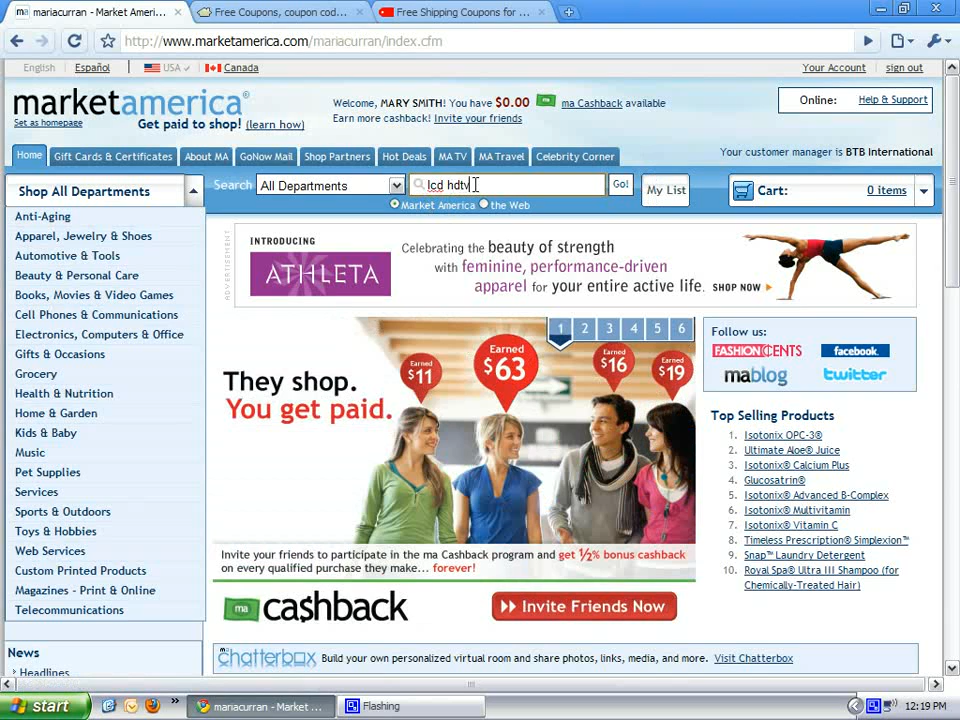 mariacurran - Market Ameri...
Free Coupons, coupon cod...
Free Shipping Coupons for ...
http://www.marketamerica.com/mariacurran/index.cfm
English Español USA Canada
Your Account sign out
marketamerica®
Set as homepage
Get paid to shop! (learn how)
Welcome, MARY SMITH! You have $0.00 ma Cashback available
Earn more cashback! Invite your friends
Online: Help & Support
Home Gift Cards & Certificates About MA GoNow Mall Shop Partners Hot Deals MA TV MA Travel Celebrity Corner
Your customer manager is BTB International
Shop All Departments
Search All Departments lcd hdtv Go! My List
Market America the Web
Cart: 0 items
Anti-Aging
Apparel, Jewelry & Shoes
Automotive & Tools
Beauty & Personal Care
Books, Movies & Video Games
Cell Phones & Communications
Electronics, Computers & Office
Gifts & Occasions
Grocery
Health & Nutrition
Home & Garden
Kids & Baby
Music
Pet Supplies
Services
Sports & Outdoors
Toys & Hobbies
Web Services
Custom Printed Products
Magazines - Print & Online
Telecommunications
News
Headlines
ADVERTISEMENT
INTRODUCING
ATHLETA
Celebrating the beauty of strength
with feminine, performance-driven
apparel for your entire active life. SHOP NOW
1 2 3 4 5 6
They shop.
You get paid.
Earned
$11
Earned
$63
Earned
$16
Earned
$19
Invite your friends to participate in the ma Cashback program and get ½% bonus cashback
on every qualified purchase they make... forever!
ma cashback
Invite Friends Now
Follow us:
FASHION CENTS
facebook.
mablog
twitter
Top Selling Products
1. Isotonix OPC-3®
2. Ultimate Aloe® Juice
3. Isotonix® Calcium Plus
4. Glucosatrin®
5. Isotonix® Advanced B-Complex
6. Isotonix® Multivitamin
7. Isotonix® Vitamin C
8. Timeless Prescription® Simplexion™
9. Snap™ Laundry Detergent
10. Royal Spa® Ultra III Shampoo (for
Chemically-Treated Hair)
ma chatterbox Build your own personalized virtual room and share photos, links, media, and more. Visit Chatterbox
start
mariacurran - Market ...
Flashing
12:19 PM